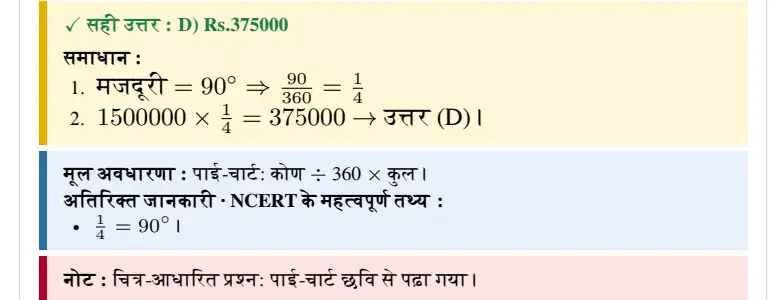 ✓ सही उत्तर : D) Rs.375000
समाधान :
1. मजदूरी = 90° ⇒ 90/360 = 1/4
2. 1500000 × 1/4 = 375000 → उत्तर (D)।
मूल अवधारणा : पाई-चार्ट: कोण ÷ 360 × कुल।
अतिरिक्त जानकारी · NCERT के महत्वपूर्ण तथ्य :
• 1/4 = 90°।
नोट : चित्र-आधारित प्रश्न: पाई-चार्ट छवि से पढ़ा गया।